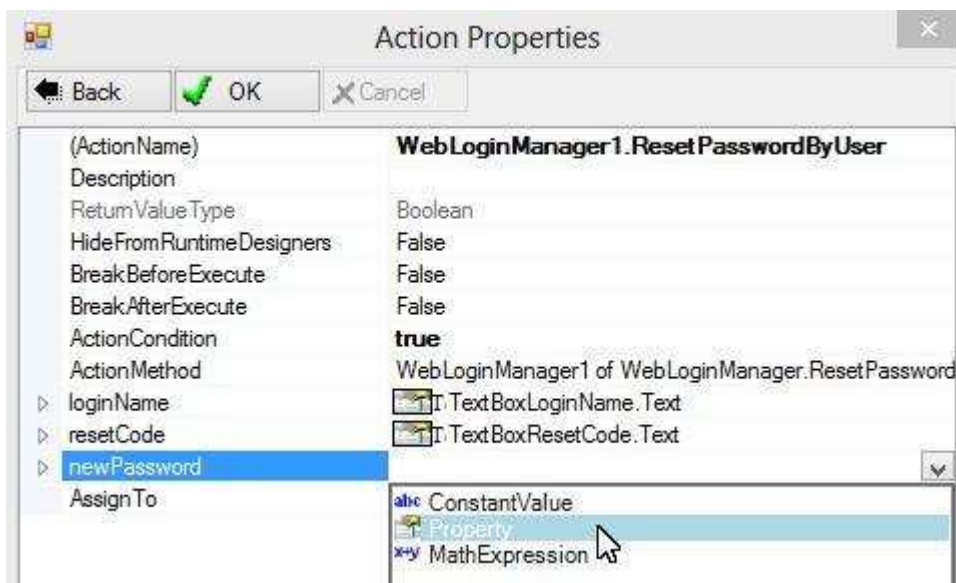 Action Properties
Back OK Cancel
(ActionName) WebLoginManager1.ResetPasswordByUser
Description
ReturnValueType Boolean
HideFromRuntimeDesigners False
BreakBeforeExecute False
BreakAfterExecute False
ActionCondition true
ActionMethod WebLoginManager1 of WebLoginManager.ResetPassword
loginName TextBoxLoginName.Text
resetCode TextBoxResetCode.Text
newPassword
AssignTo
abc ConstantValue
Property
x+y MathExpression